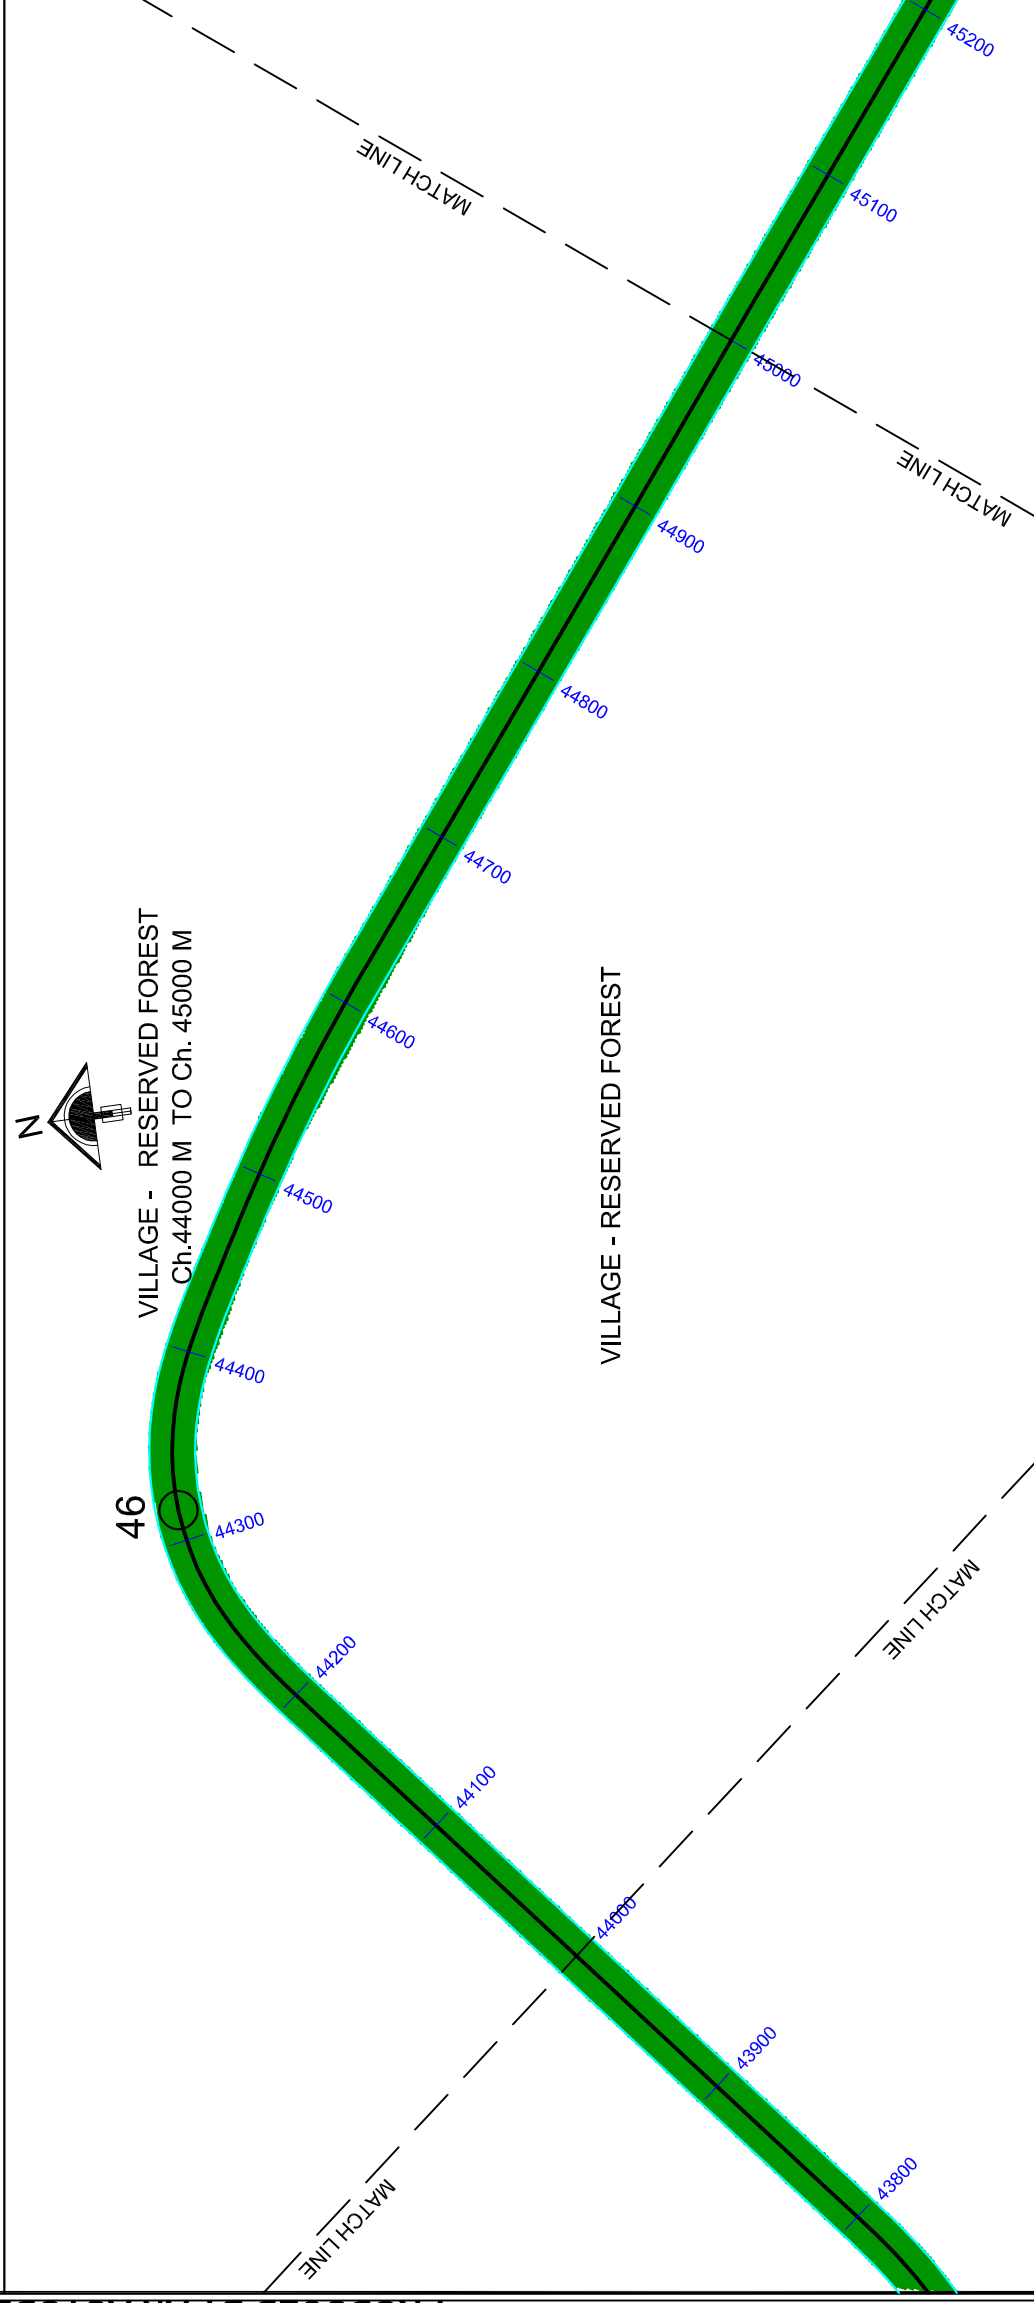 45200
MATCH LINE
45100
45000
MATCH LINE
44900
44800
44700
VILLAGE - RESERVED FOREST
Ch.44000 M TO Ch. 45000 M
N
VILLAGE - RESERVED FOREST
44600
44500
44400
46
44300
MATCH LINE
44200
44100
44000
43900
MATCH LINE
43800